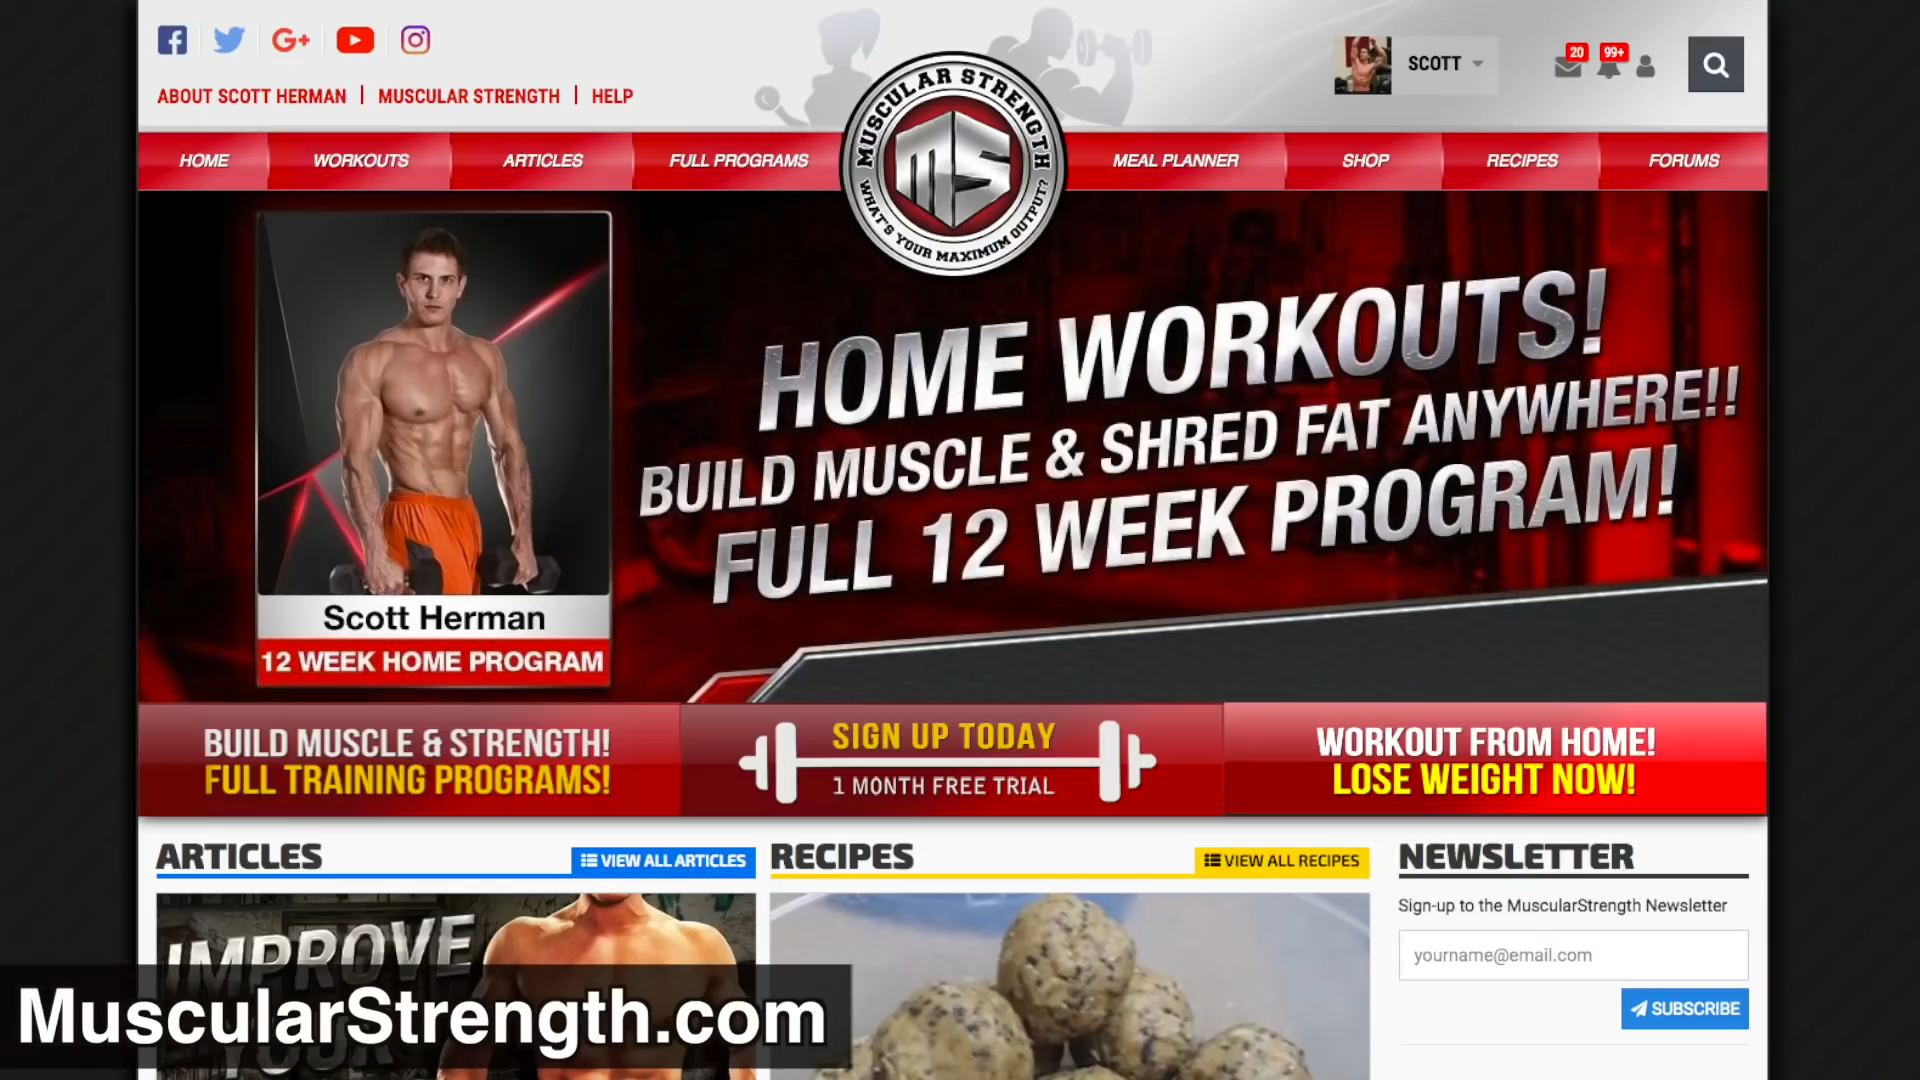 ABOUT SCOTT HERMAN | MUSCULAR STRENGTH | HELP
SCOTT
20
99+
HOME
WORKOUTS
ARTICLES
FULL PROGRAMS
MUSCULAR STRENGTH
MS
WHAT'S YOUR MAXIMUM OUTPUT?
MEAL PLANNER
SHOP
RECIPES
FORUMS
HOME WORKOUTS!
BUILD MUSCLE & SHRED FAT ANYWHERE!!
FULL 12 WEEK PROGRAM!
Scott Herman
12 WEEK HOME PROGRAM
BUILD MUSCLE & STRENGTH!
FULL TRAINING PROGRAMS!
SIGN UP TODAY
1 MONTH FREE TRIAL
WORKOUT FROM HOME!
LOSE WEIGHT NOW!
ARTICLES
VIEW ALL ARTICLES
RECIPES
VIEW ALL RECIPES
NEWSLETTER
Sign-up to the MuscularStrength Newsletter
yourname@email.com
SUBSCRIBE
IMPROVE
YOUR
MuscularStrength.com